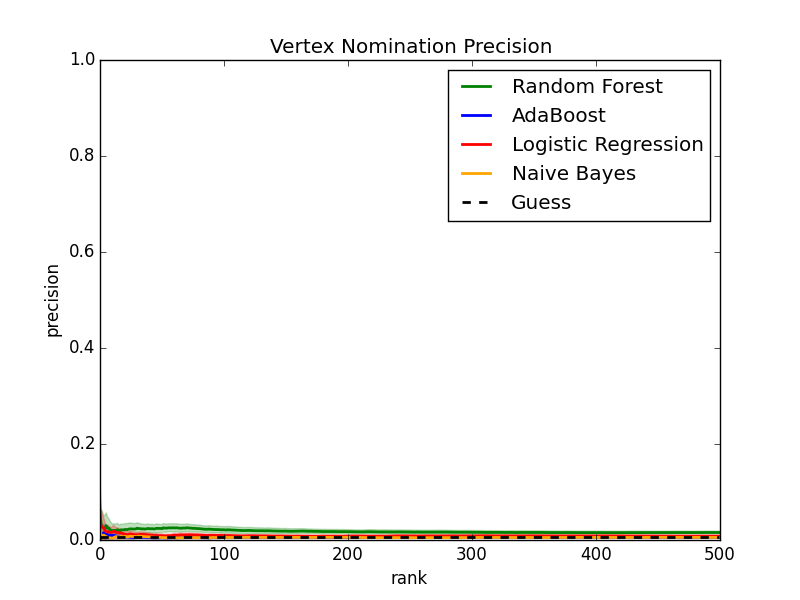 Vertex Nomination Precision
1.0
0.8
0.6
0.4
0.2
0.0
precision
Random Forest
AdaBoost
Logistic Regression
Naive Bayes
Guess
0 100 200 300 400 500
rank